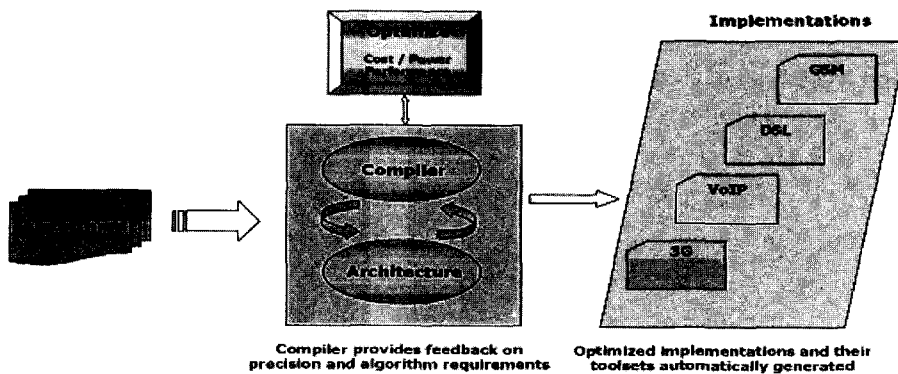 Implementations
Cost / Power
GSM
DSL
VoIP
3G
Compiler
Architecture
Compiler provides feedback on
precision and algorithm requirements
Optimized implementations and their
toolsets automatically generated